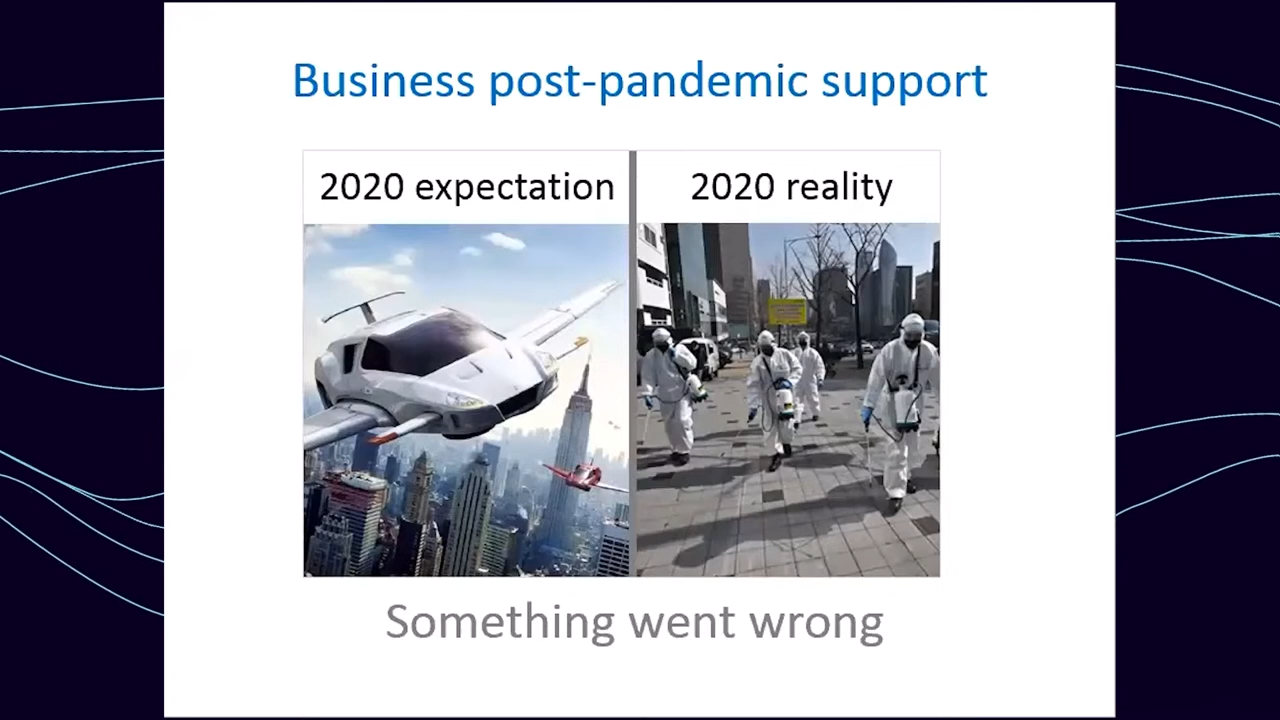 Business post-pandemic support
2020 expectation
2020 reality
Something went wrong